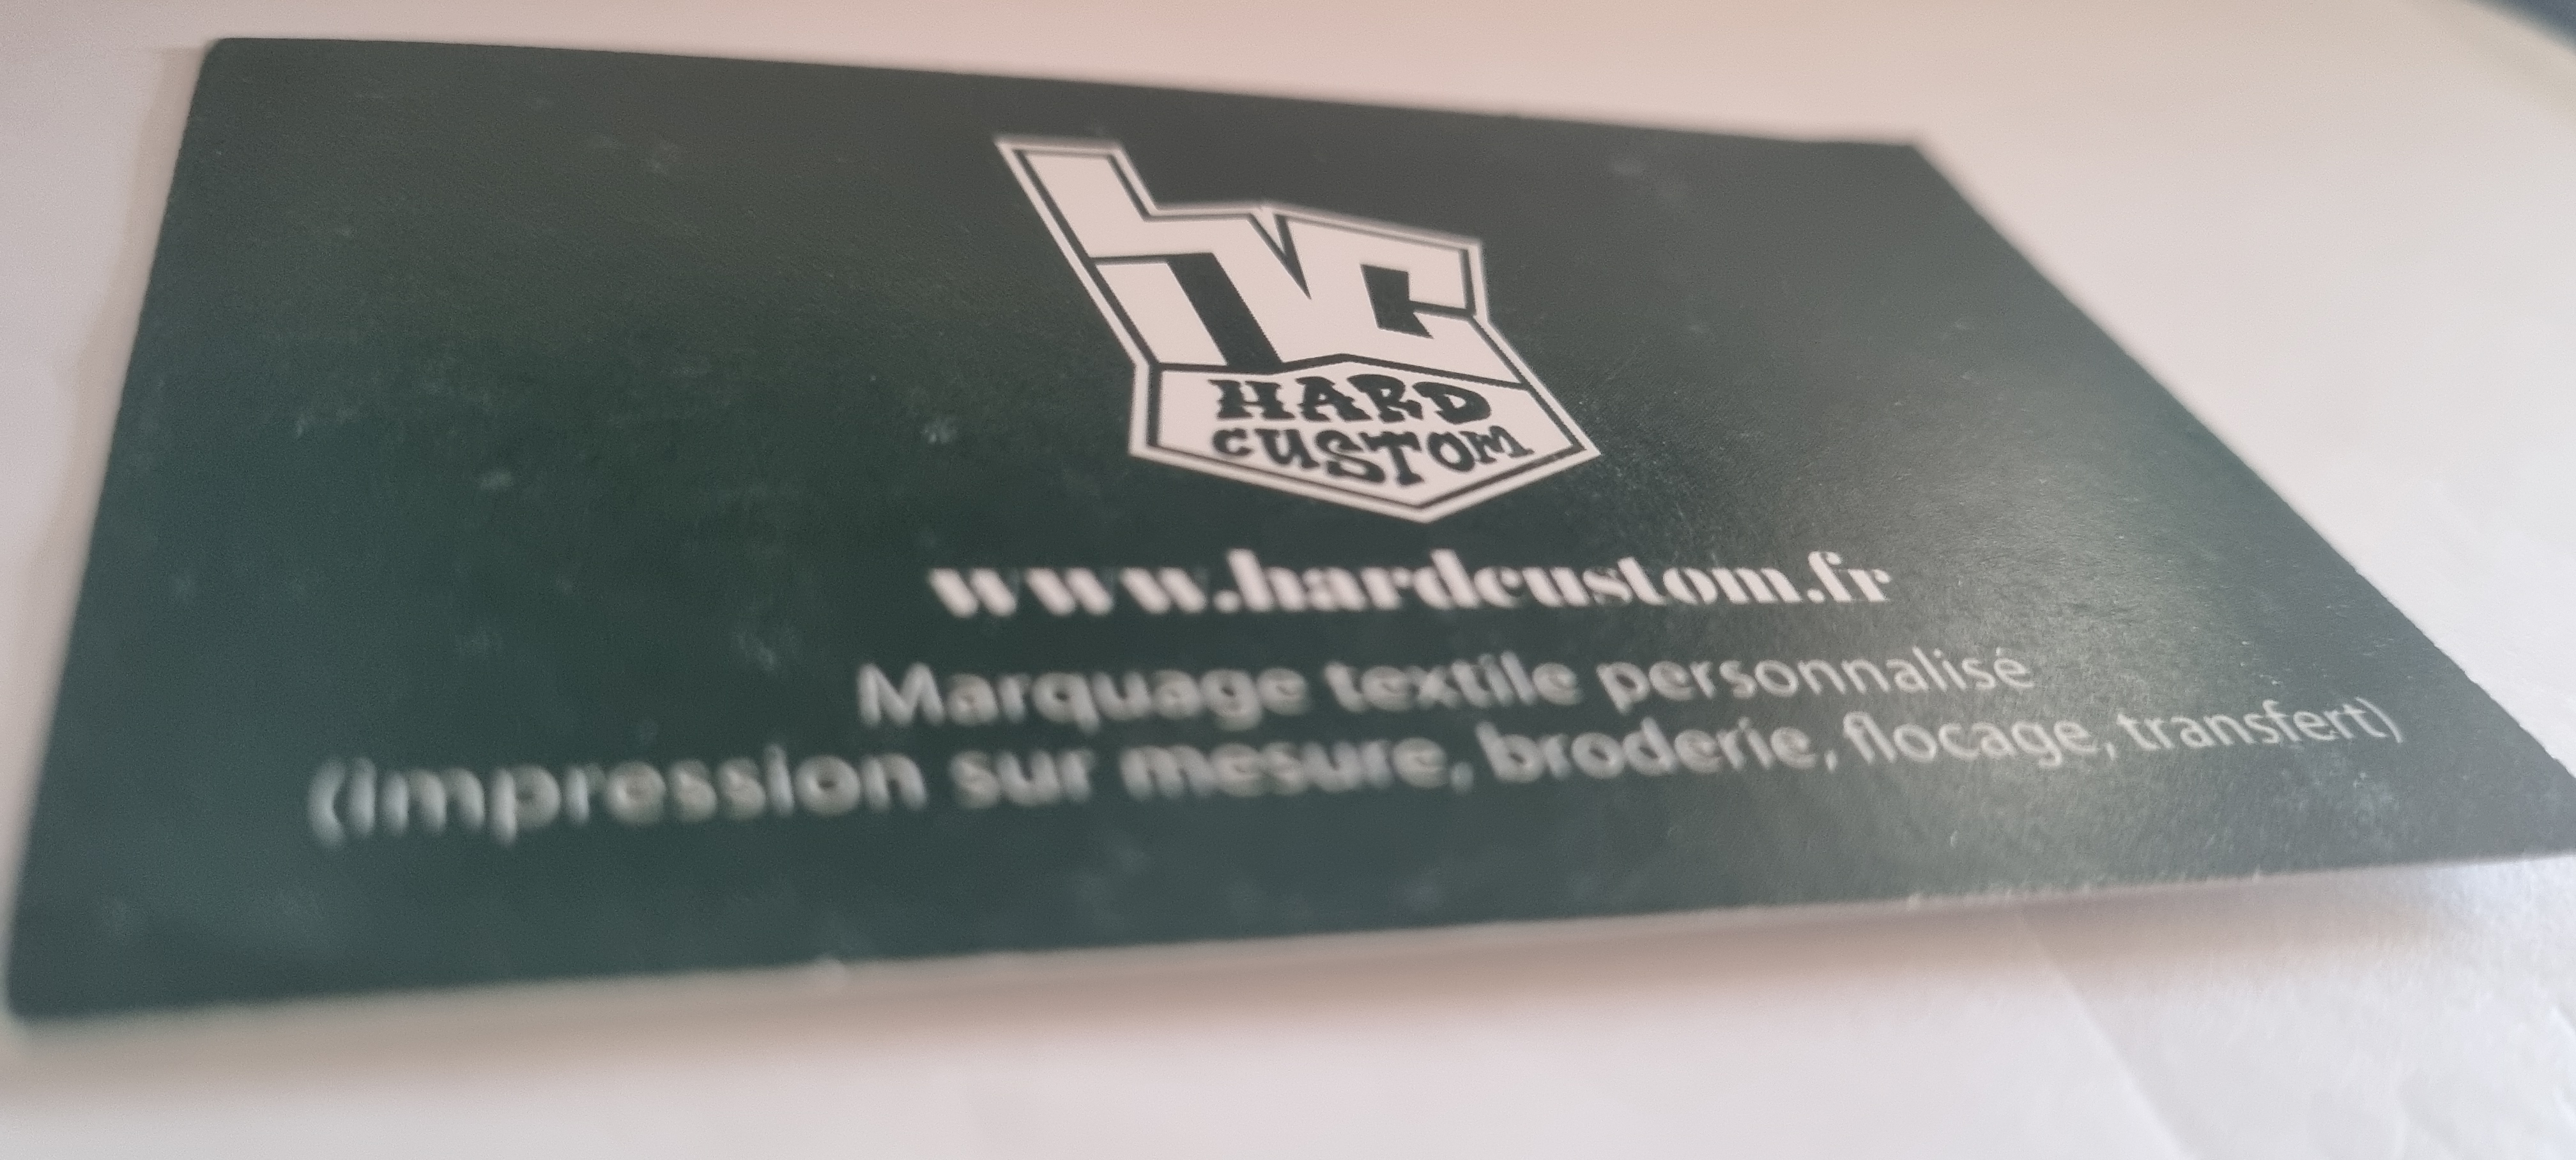 hc
HARD
CUSTOM
www.hardcustom.fr
Marquage textile personnalisé
(impression sur mesure, broderie, flocage, transfert)